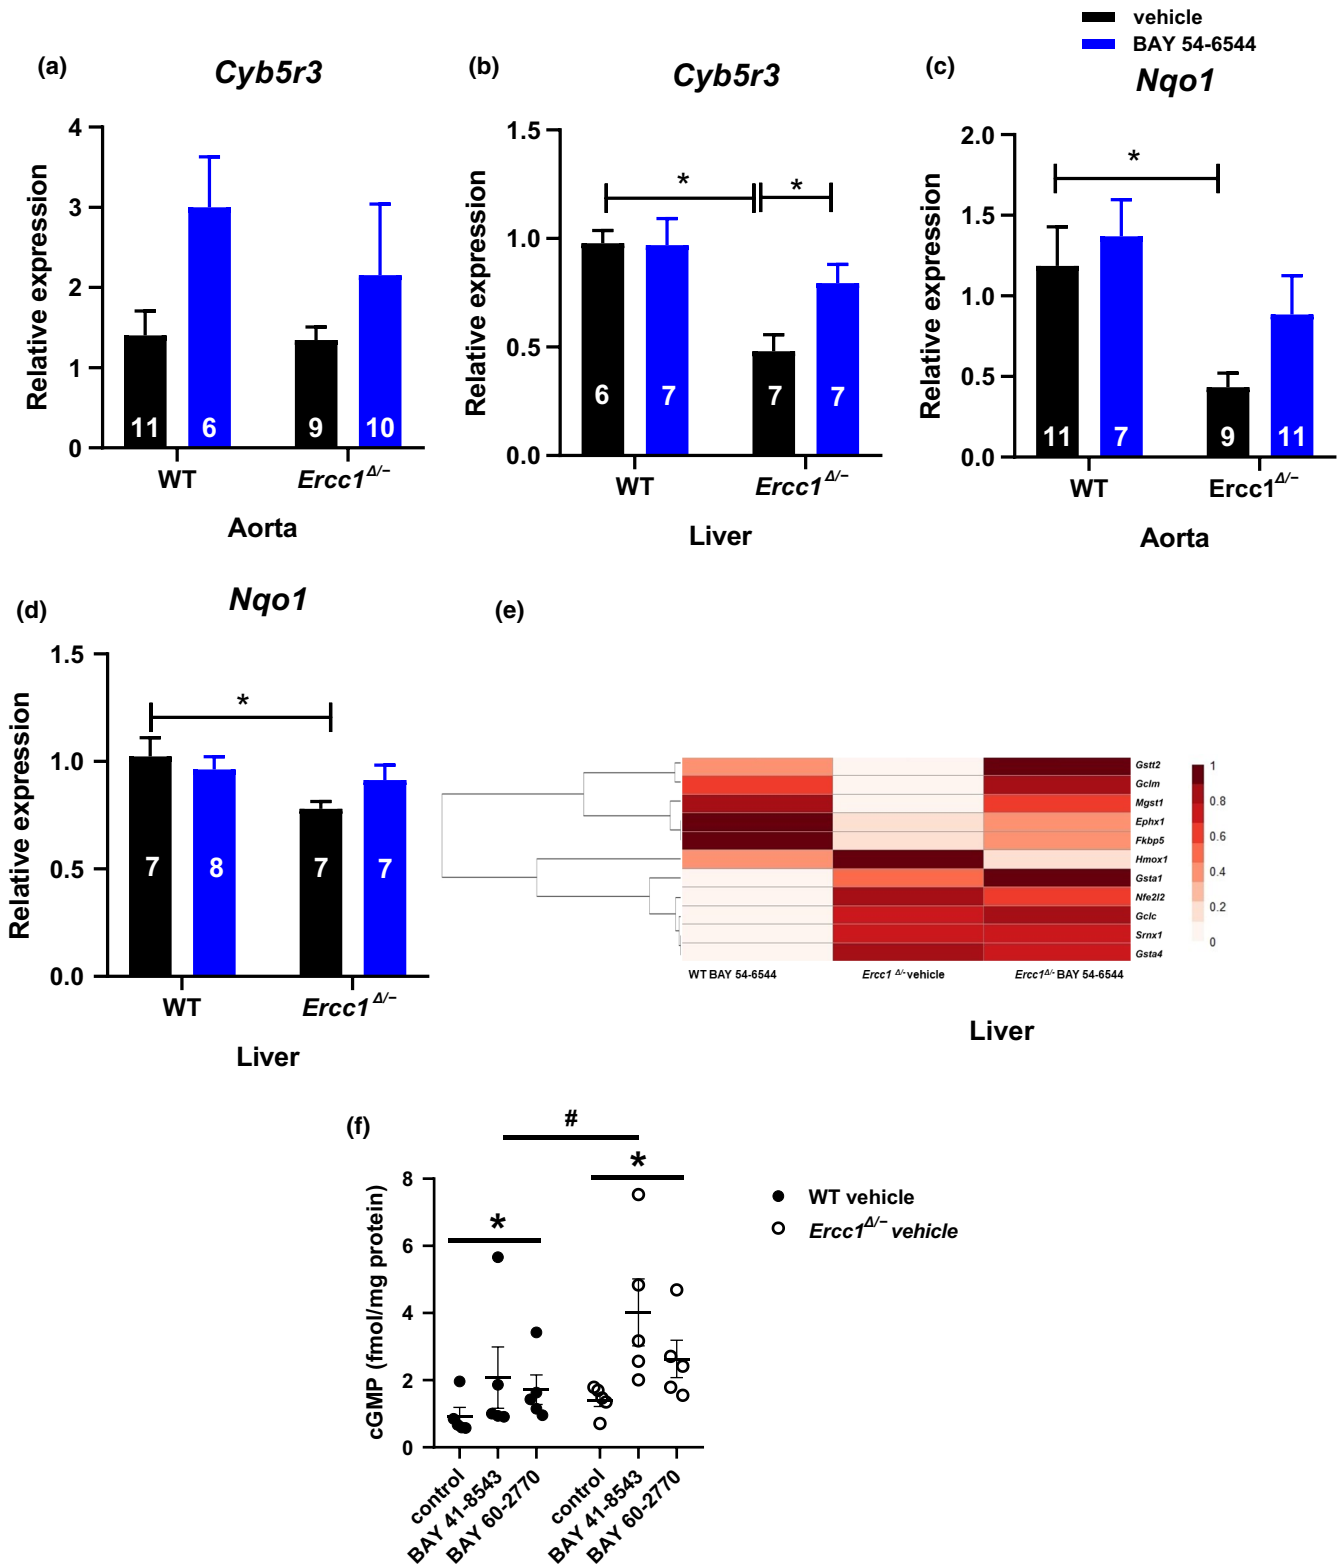 vehicle
BAY 54-6544
(a)
Cyb5r3
Relative expression
4
3
2
1
0
11
6
9
10
WT
Ercc1Δ/−
Aorta
(b)
Cyb5r3
Relative expression
1.5
1.0
0.5
0.0
*
*
6
7
7
7
WT
Ercc1Δ/−
Liver
(c)
Nqo1
Relative expression
2.0
1.5
1.0
0.5
0.0
*
11
7
9
11
WT
Ercc1Δ/−
Aorta
(d)
Nqo1
Relative expression
1.5
1.0
0.5
0.0
*
7
8
7
7
WT
Ercc1Δ/−
Liver
(e)
Gstt2
Gclm
Mgst1
Ephx1
Fkbp5
Hmox1
Gsta1
Nfe2l2
Gclc
Srnx1
Gsta4
1
0.8
0.6
0.4
0.2
0
WT BAY 54-6544
Ercc1 Δ/- vehicle
Ercc1Δ/- BAY 54-6544
Liver
(f)
#
*
*
cGMP (fmol/mg protein)
8
6
4
2
0
control
BAY 41-8543
BAY 60-2770
control
BAY 41-8543
BAY 60-2770
WT vehicle
Ercc1Δ/− vehicle